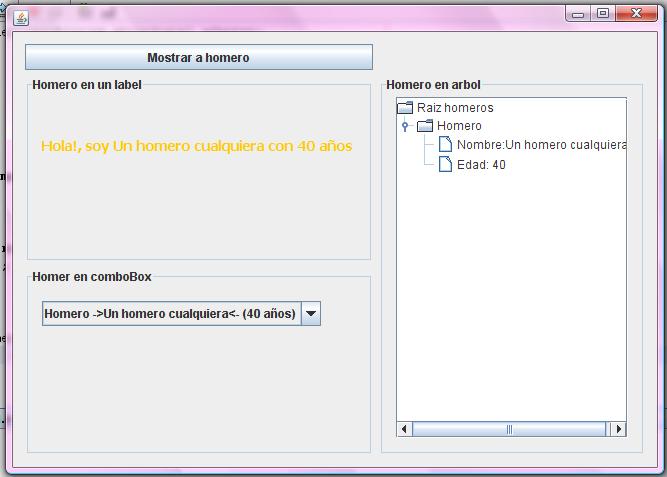 Mostrar a homero
Homero en un label
Hola!, soy Un homero cualquiera con 40 años
Homer en comboBox
Homero ->Un homero cualquiera<- (40 años)
Homero en arbol
Raiz homeros
Homero
Nombre:Un homero cualquiera
Edad: 40